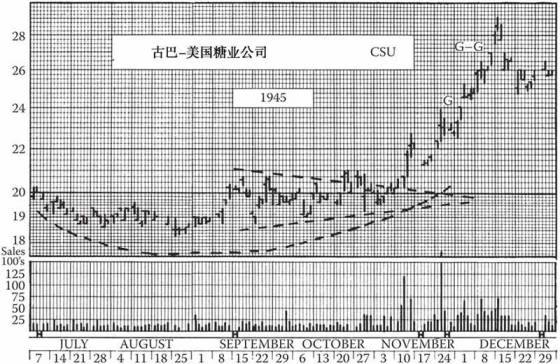 古巴-美国糖业公司 CSU
1945
28
26
24
22
20
19
18
G-G
G
Sales
100's
125
100
75
50
25
H H H H H
JULY AUGUST SEPTEMBER OCTOBER NOVEMBER DECEMBER
7 14 21 28 4 11 18 25 1 8 15 22 29 6 13 20 27 3 10 17 24 1 8 15 22 29